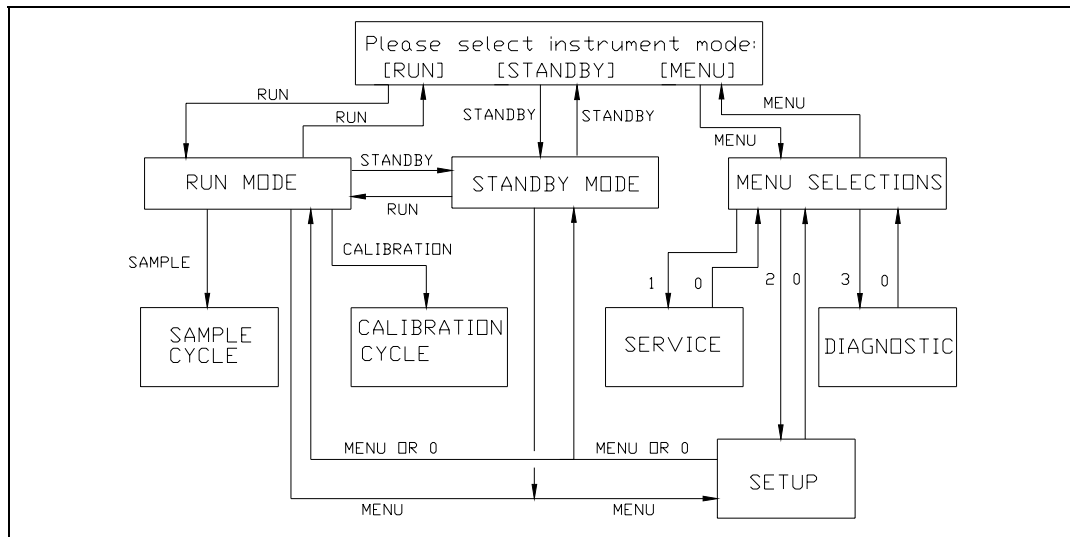 Please select instrument mode:
[RUN] [STANDBY] [MENU]
RUN
RUN
STANDBY
STANDBY
MENU
MENU
RUN MODE
STANDBY
RUN
STANDBY MODE
MENU SELECTIONS
SAMPLE
CALIBRATION
1
0
2
0
3
0
SAMPLE
CYCLE
CALIBRATION
CYCLE
SERVICE
DIAGNOSTIC
MENU OR 0
MENU OR 0
SETUP
MENU
MENU